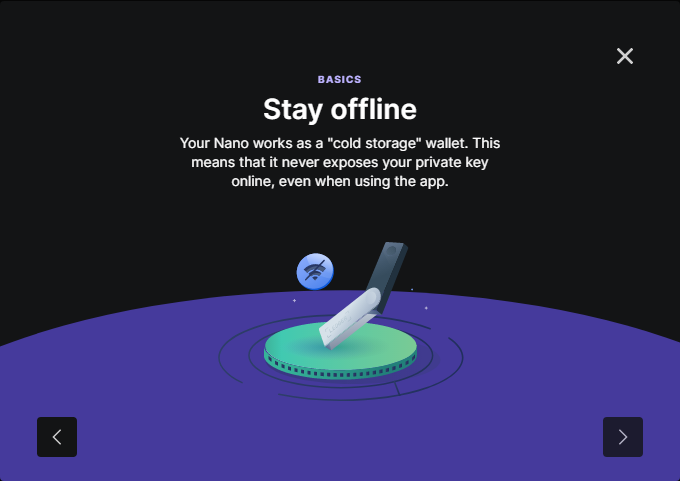 BASICS
Stay offline
Your Nano works as a "cold storage" wallet. This
means that it never exposes your private key
online, even when using the app.